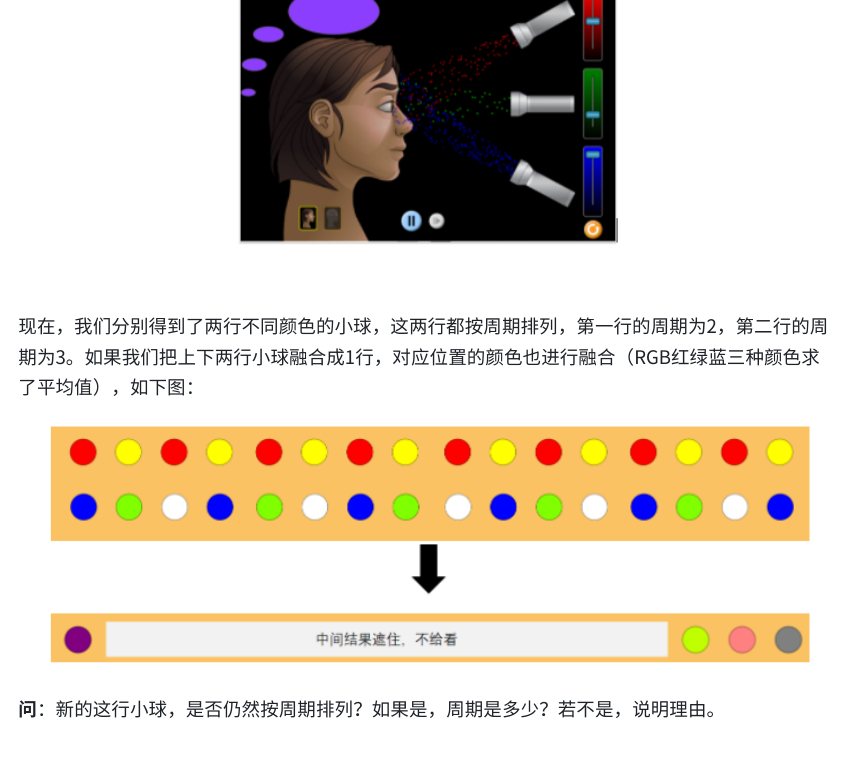 现在，我们分别得到了两行不同颜色的小球，这两行都按周期排列，第一行的周期为2，第二行的周
期为3。如果我们把上下两行小球融合成1行，对应位置的颜色也进行融合（RGB红绿蓝三种颜色求
了平均值），如下图：
中间结果遮住，不给看
问：新的这行小球，是否仍然按周期排列？如果是，周期是多少？若不是，说明理由。